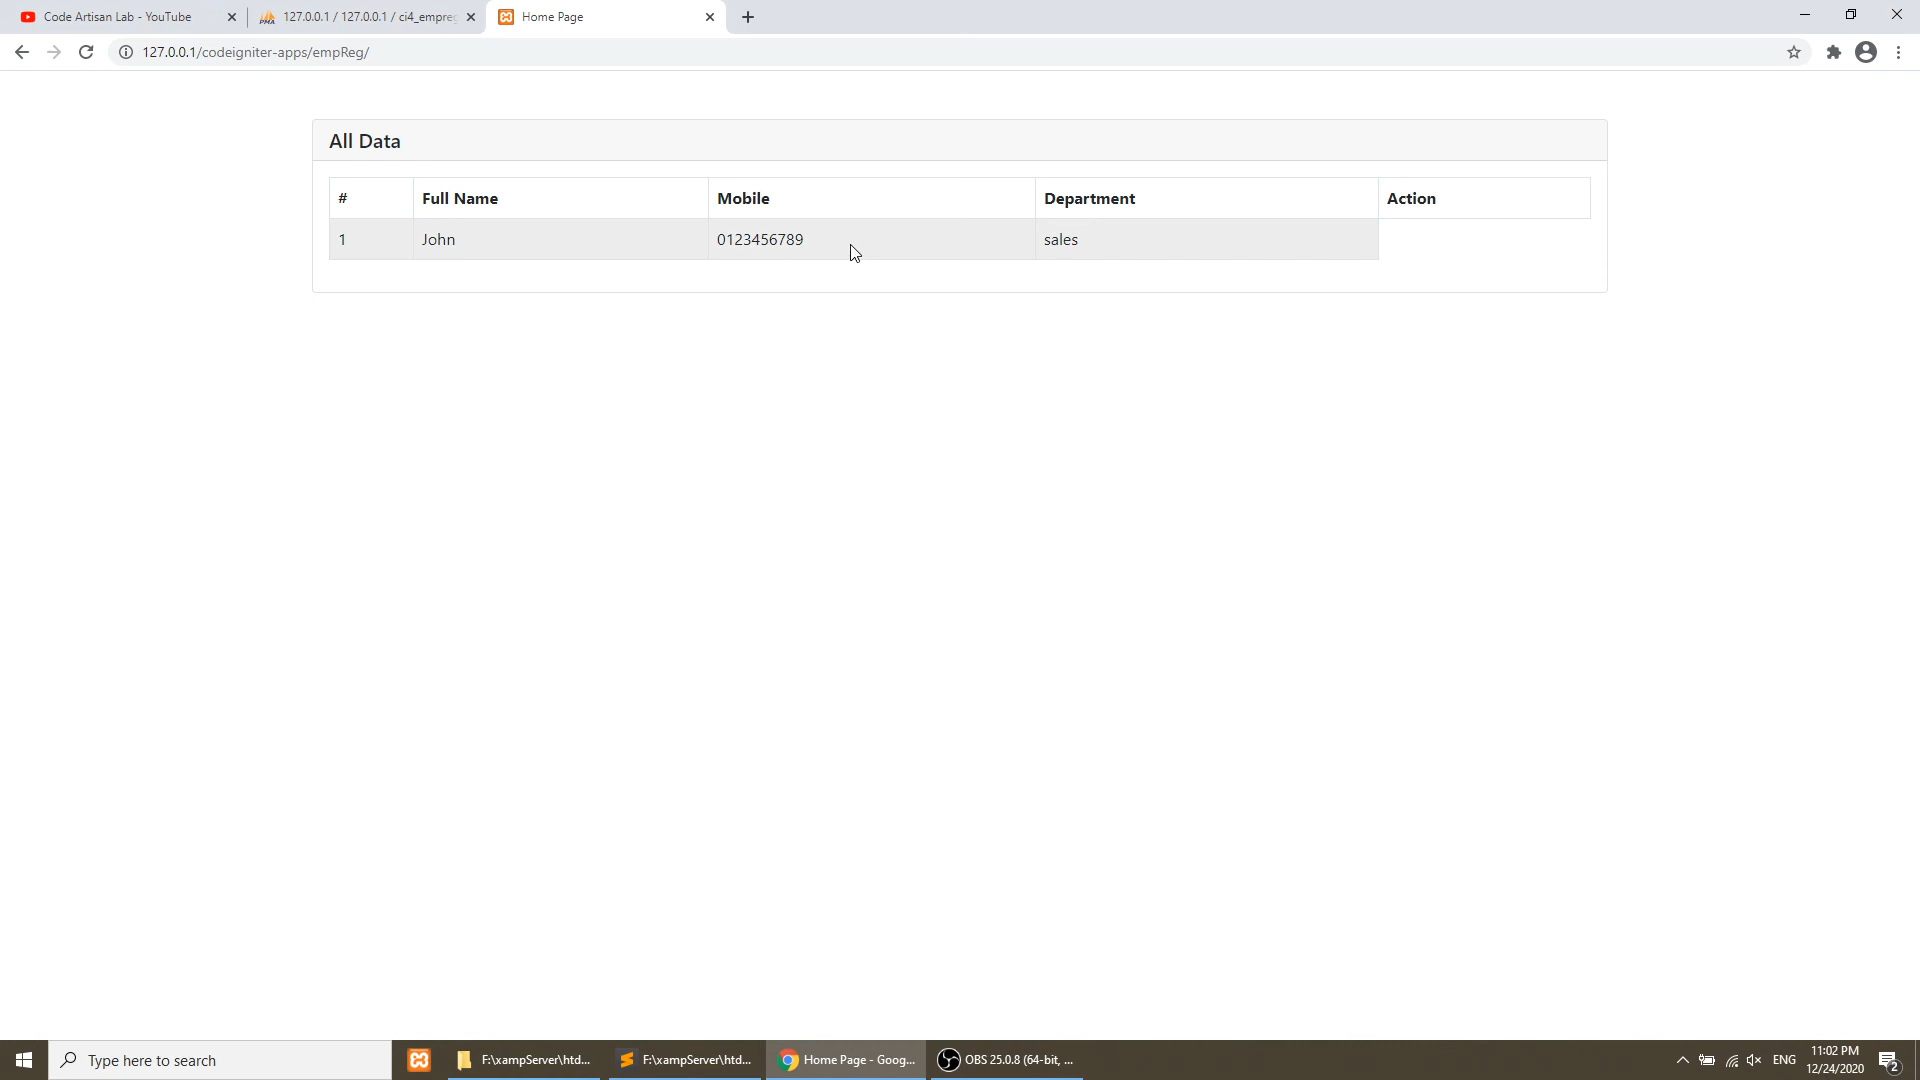 Code Artisan Lab - YouTube
127.0.0.1 / 127.0.0.1 / ci4_empreg
Home Page
127.0.0.1/codeigniter-apps/empReg/
All Data
# Full Name Mobile Department Action
1 John 0123456789 sales
Type here to search
F:\xampServer\htd...
F:\xampServer\htd...
Home Page - Goog...
OBS 25.0.8 (64-bit, ...
ENG
11:02 PM
12/24/2020
2